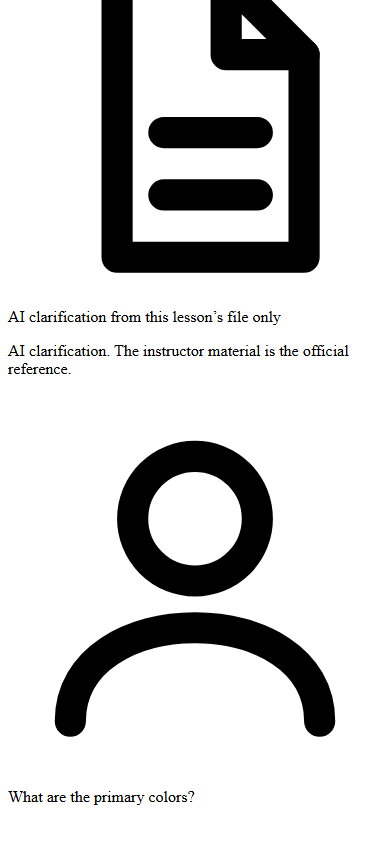 AI clarification from this lesson’s file only
AI clarification. The instructor material is the official
reference.
What are the primary colors?